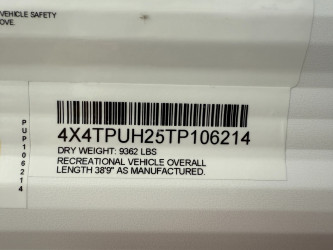 VEHICLE SAFETY
OVE.
4X4TPUH25TP106214
DRY WEIGHT: 9362 LBS
RECREATIONAL VEHICLE OVERALL
LENGTH 38'9" AS MANUFACTURED.
PUP106214